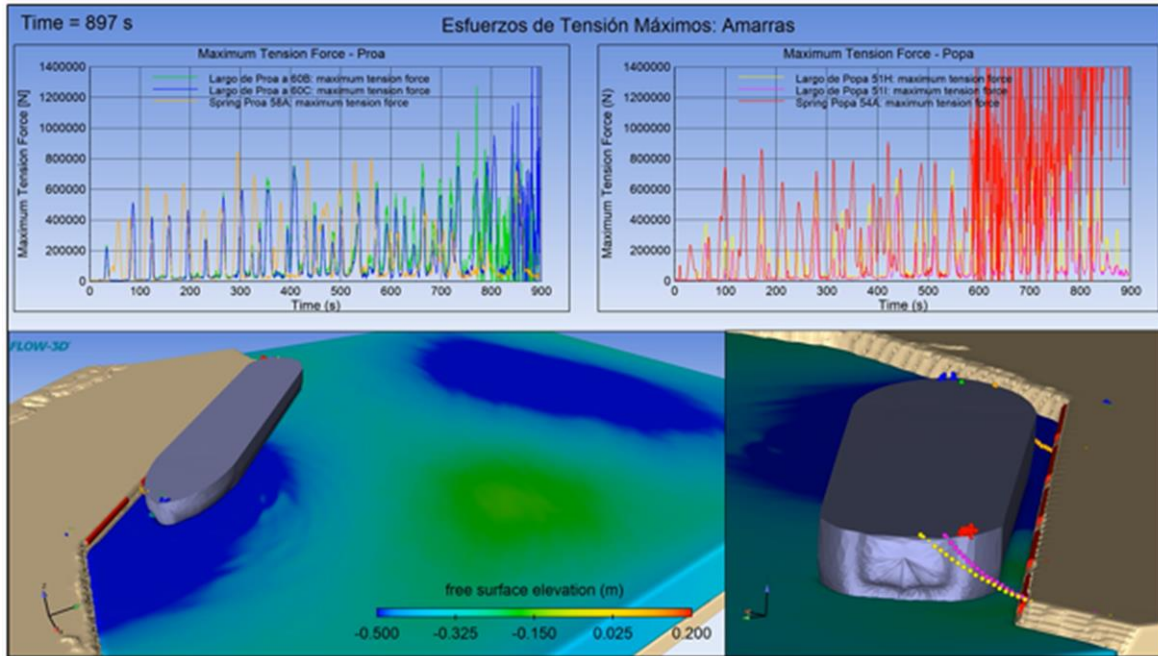 Time = 897 s
Esfuerzos de Tensión Máximos: Amarras
Maximum Tension Force - Proa
Maximum Tension Force [N]
1400000
1200000
1000000
800000
600000
400000
200000
0
Largo de Proa a 60B: maximum tension force
Largo de Proa a 60C: maximum tension force
Spring Proa 58A: maximum tension force
0 100 200 300 400 500 600 700 800 900
Time (s)
Maximum Tension Force - Popa
Maximum Tension Force (N)
1400000
1200000
1000000
800000
600000
400000
200000
0
Largo de Popa 51H: maximum tension force
Largo de Popa 51I: maximum tension force
Spring Popa 54A: maximum tension force
0 100 200 300 400 500 600 700 800 900
Time (s)
FLOW-3D
free surface elevation (m)
-0.500 -0.325 -0.150 0.025 0.200